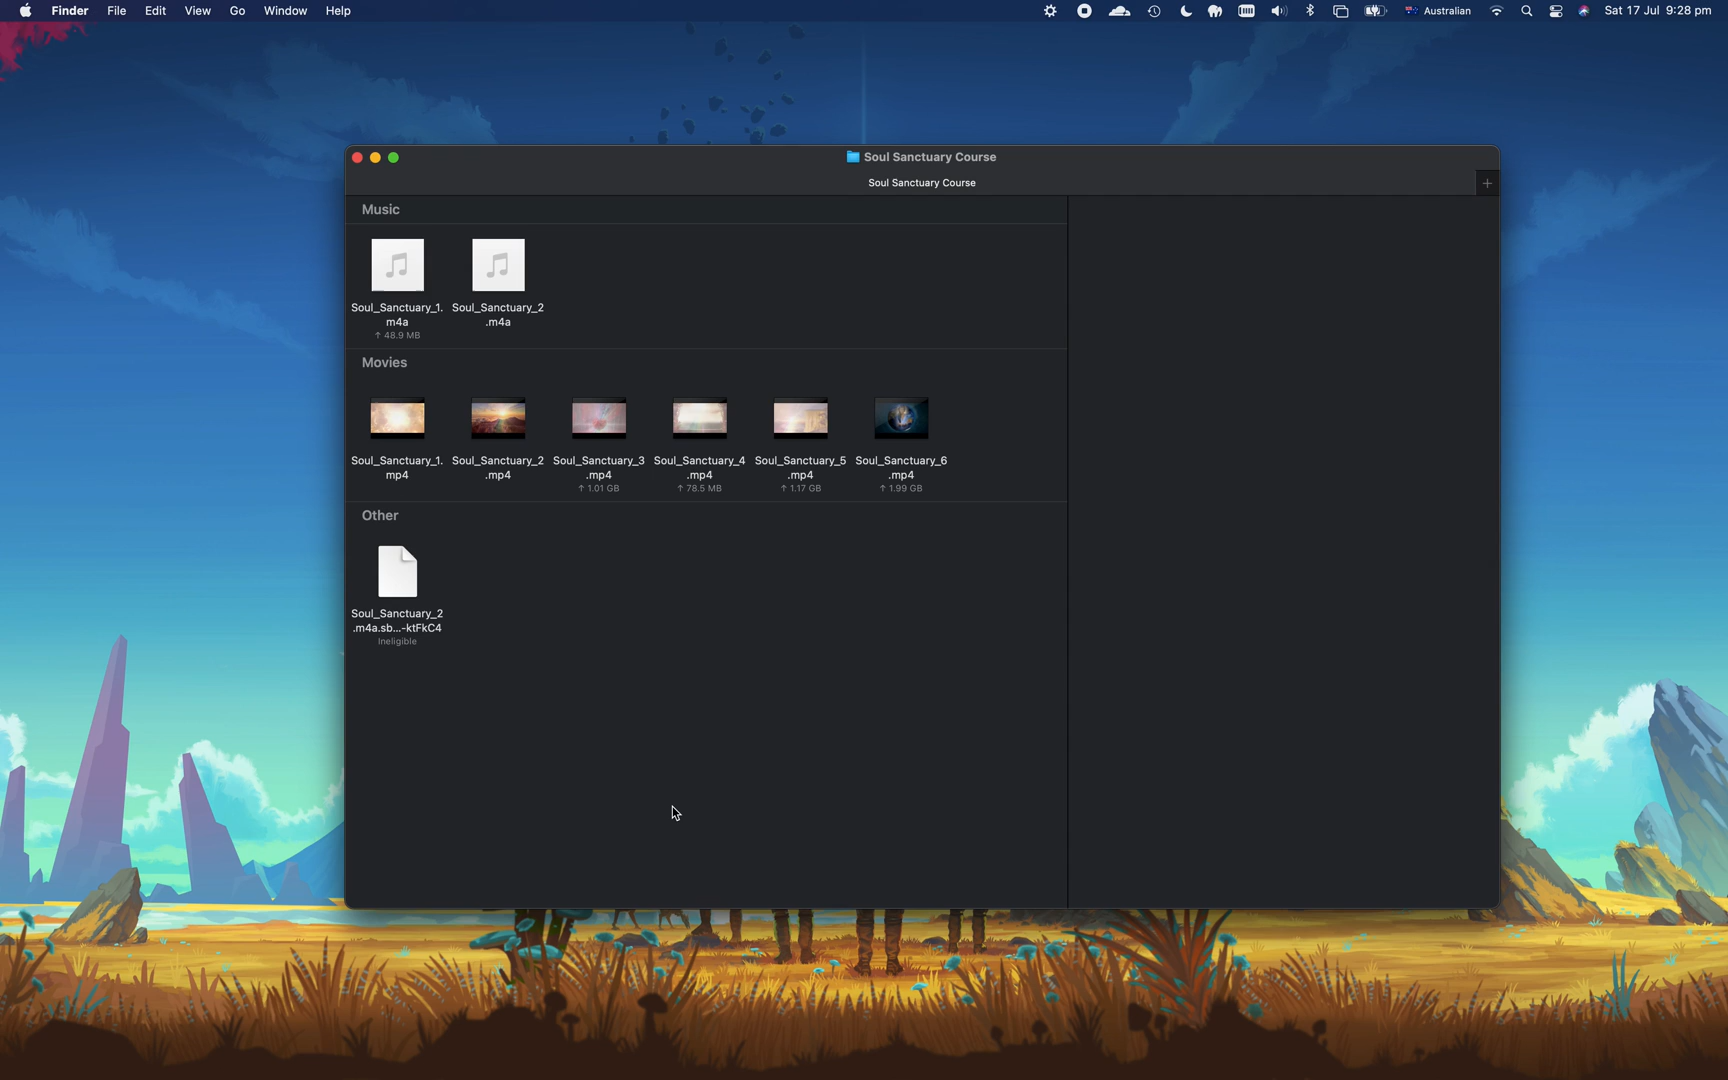 Finder File Edit View Go Window Help Australian Sat 17 Jul 9:28 pm
Soul Sanctuary Course
Soul Sanctuary Course
Music
Soul_Sanctuary_1.
m4a
↑ 48.9 MB
Soul_Sanctuary_2
.m4a
Movies
Soul_Sanctuary_1.
mp4
Soul_Sanctuary_2
.mp4
Soul_Sanctuary_3
.mp4
↑ 1.01 GB
Soul_Sanctuary_4
.mp4
↑ 78.5 MB
Soul_Sanctuary_5
.mp4
↑ 1.17 GB
Soul_Sanctuary_6
.mp4
↑ 1.99 GB
Other
Soul_Sanctuary_2
.m4a.sb...-ktFkC4
Ineligible